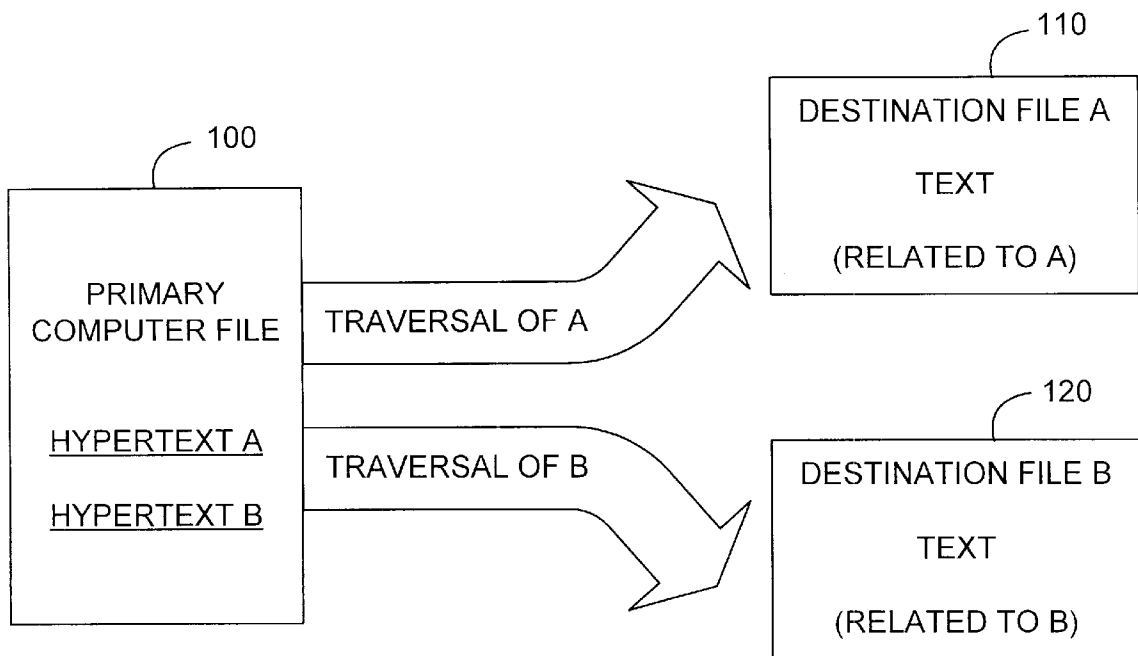 100
PRIMARY
COMPUTER FILE
HYPERTEXT A
HYPERTEXT B
TRAVERSAL OF A
TRAVERSAL OF B
110
DESTINATION FILE A
TEXT
(RELATED TO A)
120
DESTINATION FILE B
TEXT
(RELATED TO B)